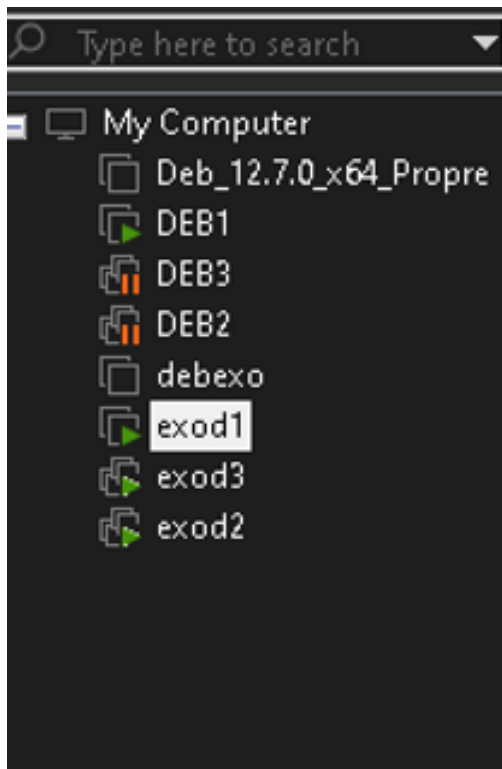 Type here to search
My Computer
Deb_12.7.0_x64_Propre
DEB1
DEB3
DEB2
debexo
exod1
exod3
exod2